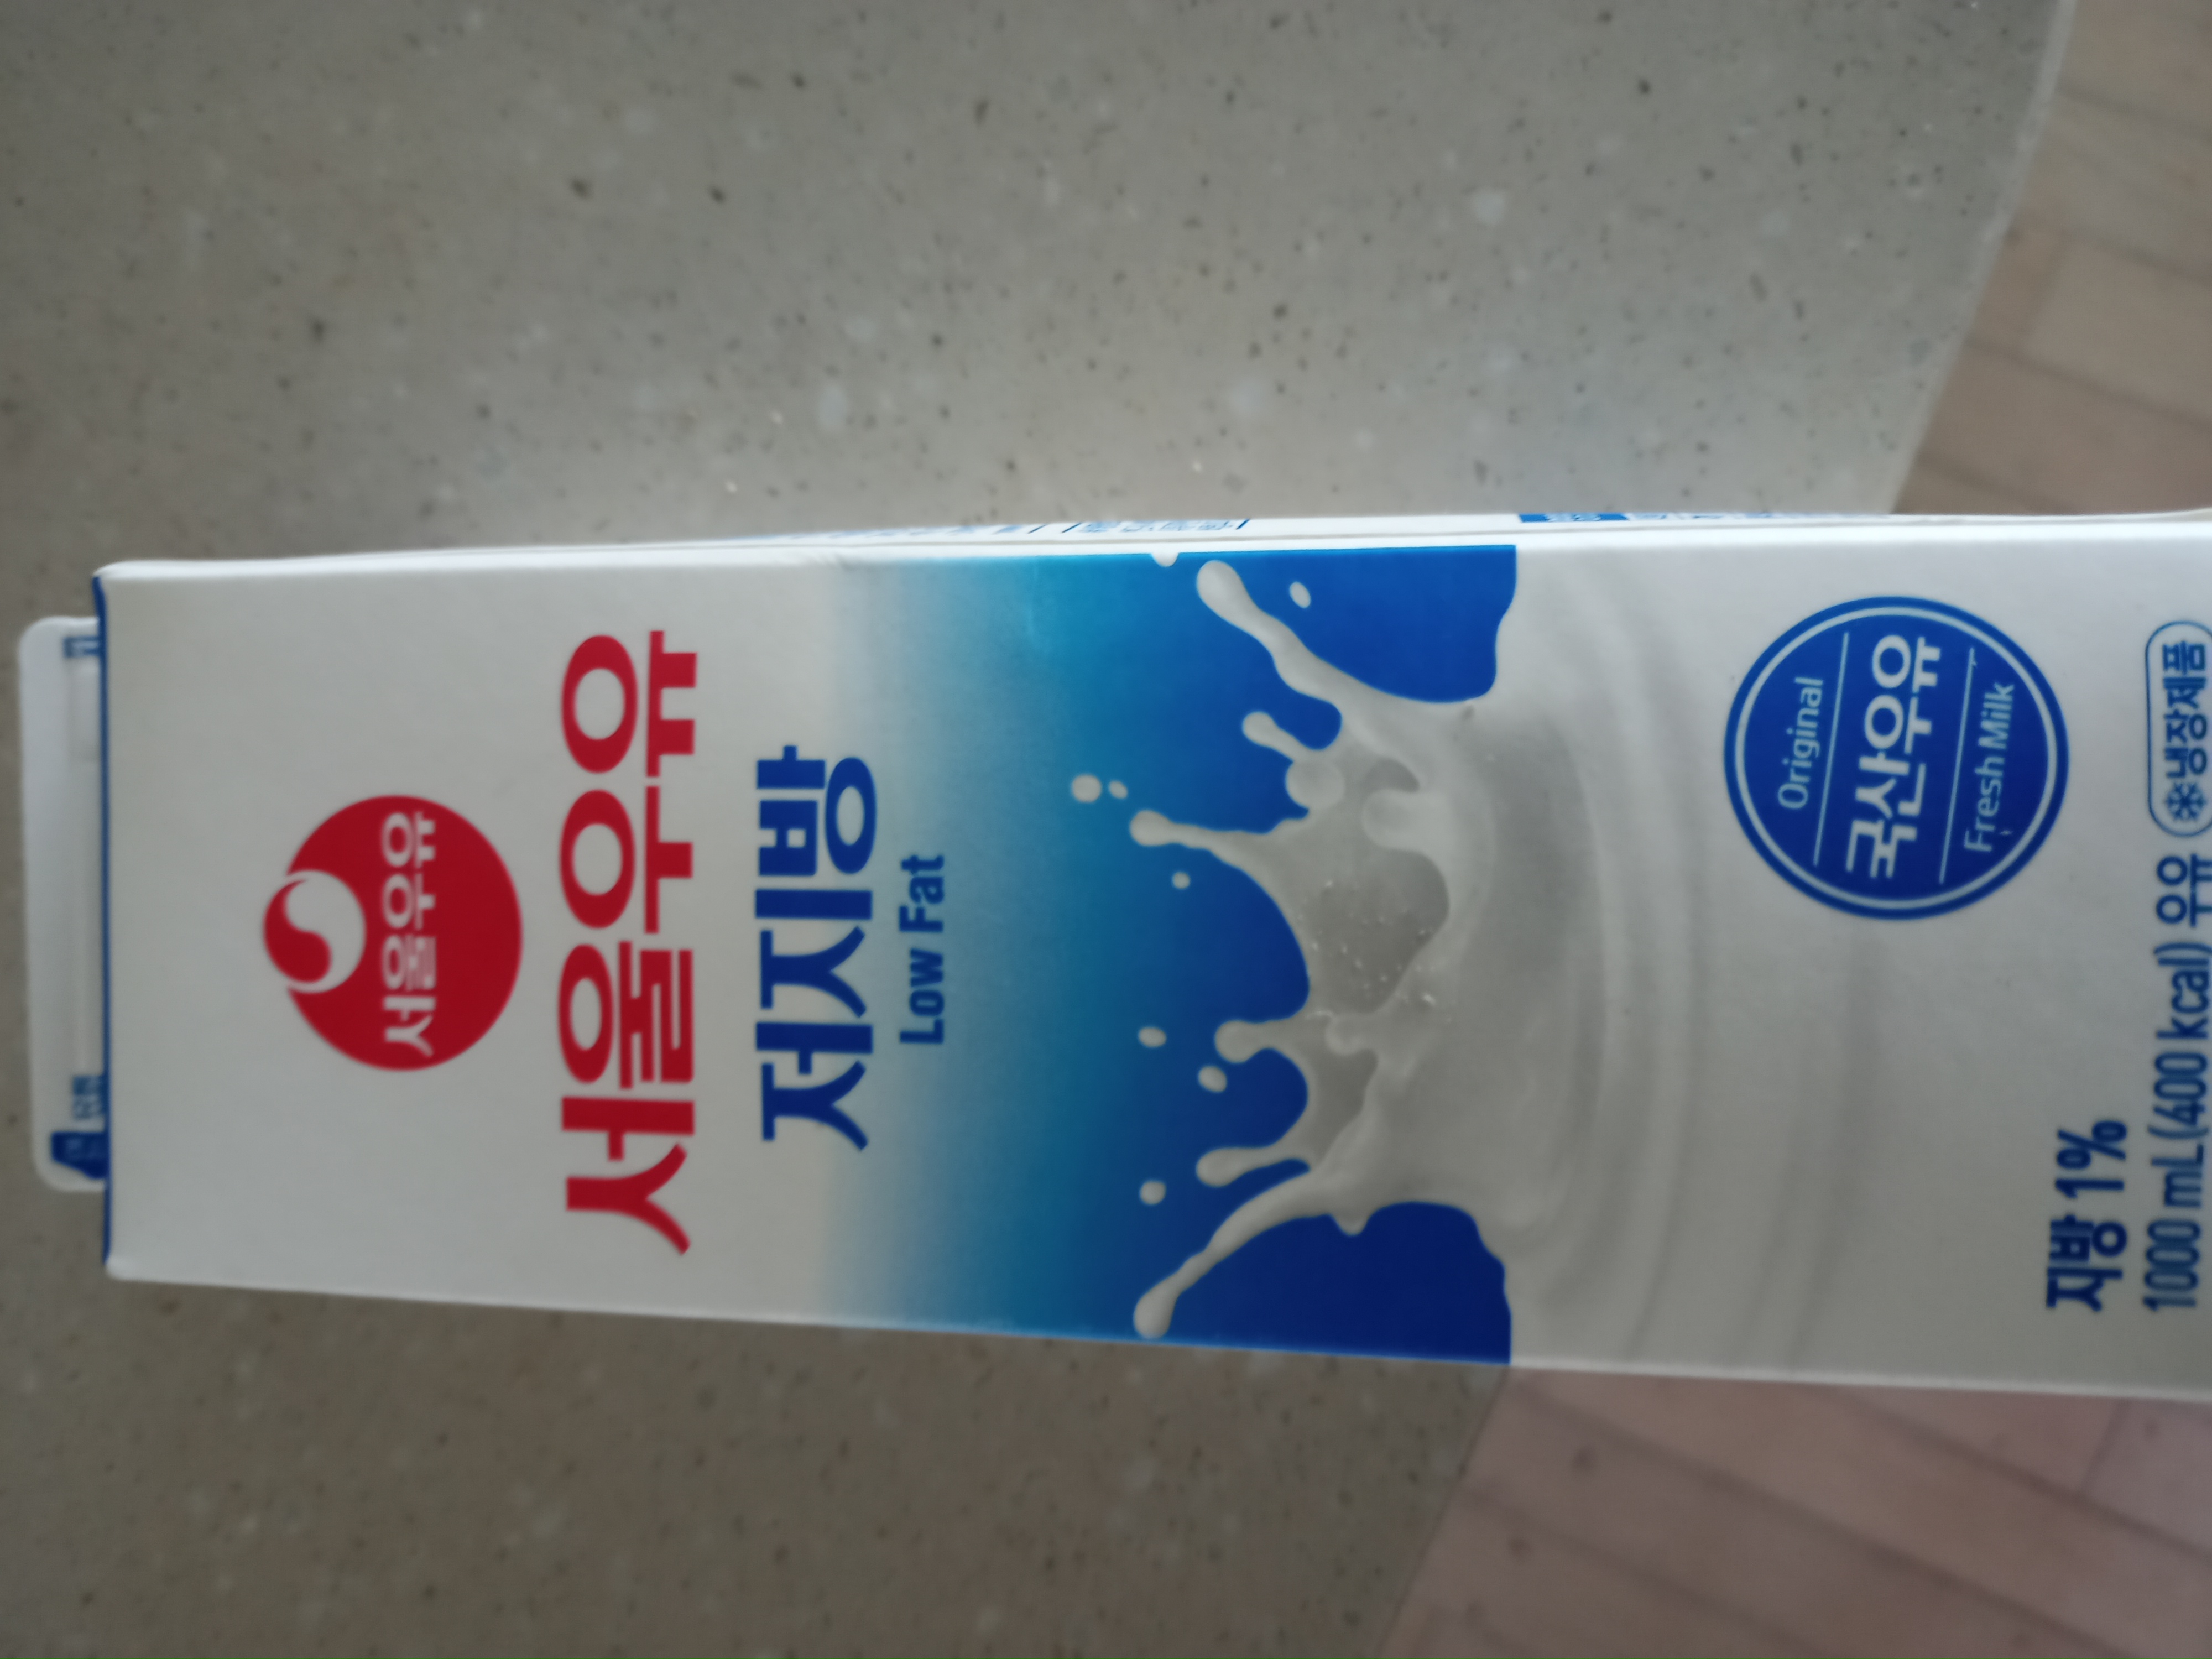 서울우유
서울우유
저지방
Low Fat
Original
국산우유
Fresh Milk
지방 1%
1000 mL(400 kcal) 우유 냉장제품